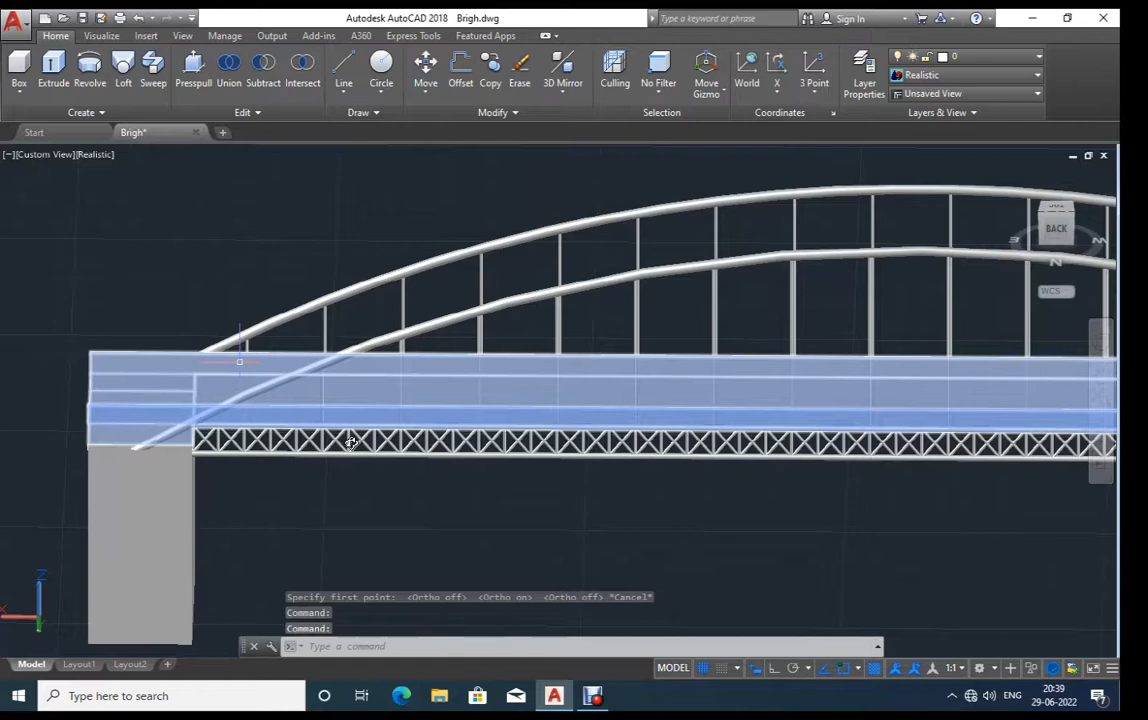 Autodesk AutoCAD 2018 Brigh.dwg
Type a keyword or phrase
Sign In
Home Visualize Insert View Manage Output Add-ins A360 Express Tools Featured Apps
Box Extrude Revolve Loft Sweep Presspull Union Subtract Intersect Line Circle Move Offset Copy Erase 3D Mirror Culling No Filter Move Gizmo World X 3 Point Layer Properties
0
Realistic
Unsaved View
Create Edit Draw Modify Selection Coordinates Layers & View
Start Brigh*
[−][Custom View][Realistic]
BACK
N
WCS
Z
Specify first point: <Ortho off> <Ortho on> <Ortho off> *Cancel*
Command:
Command:
Type a command
Model Layout1 Layout2
MODEL 1:1
Type here to search
ENG
20:39
29-06-2022
7